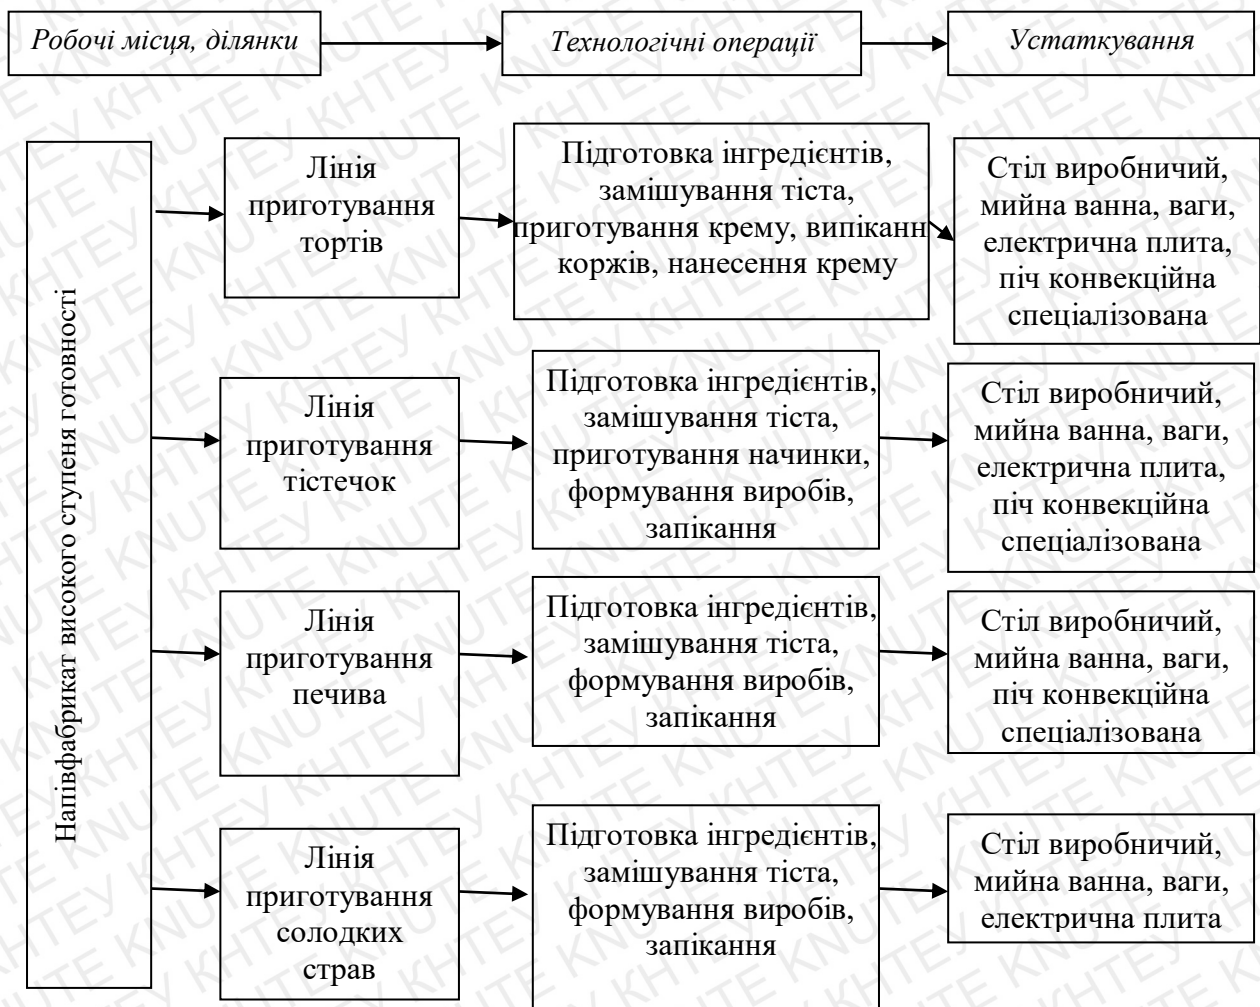 Робочі місця, ділянки
Технологічні операції
Устаткування
Напівфабрикат високого ступеня готовності
Лінія
приготування
тортів
Підготовка інгредієнтів,
замішування тіста,
приготування крему, випіканн
коржів, нанесення крему
Стіл виробничий,
мийна ванна, ваги,
електрична плита,
піч конвекційна
спеціалізована
Лінія
приготування
тістечок
Підготовка інгредієнтів,
замішування тіста,
приготування начинки,
формування виробів,
запікання
Стіл виробничий,
мийна ванна, ваги,
електрична плита,
піч конвекційна
спеціалізована
Лінія
приготування
печива
Підготовка інгредієнтів,
замішування тіста,
формування виробів,
запікання
Стіл виробничий,
мийна ванна, ваги,
піч конвекційна
спеціалізована
Лінія
приготування
солодких
страв
Підготовка інгредієнтів,
замішування тіста,
формування виробів,
запікання
Стіл виробничий,
мийна ванна, ваги,
електрична плита